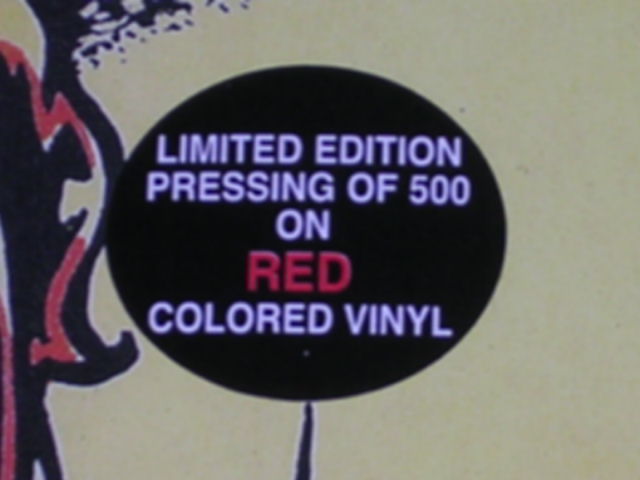 LIMITED EDITION
PRESSING OF 500
ON
RED
COLORED VINYL